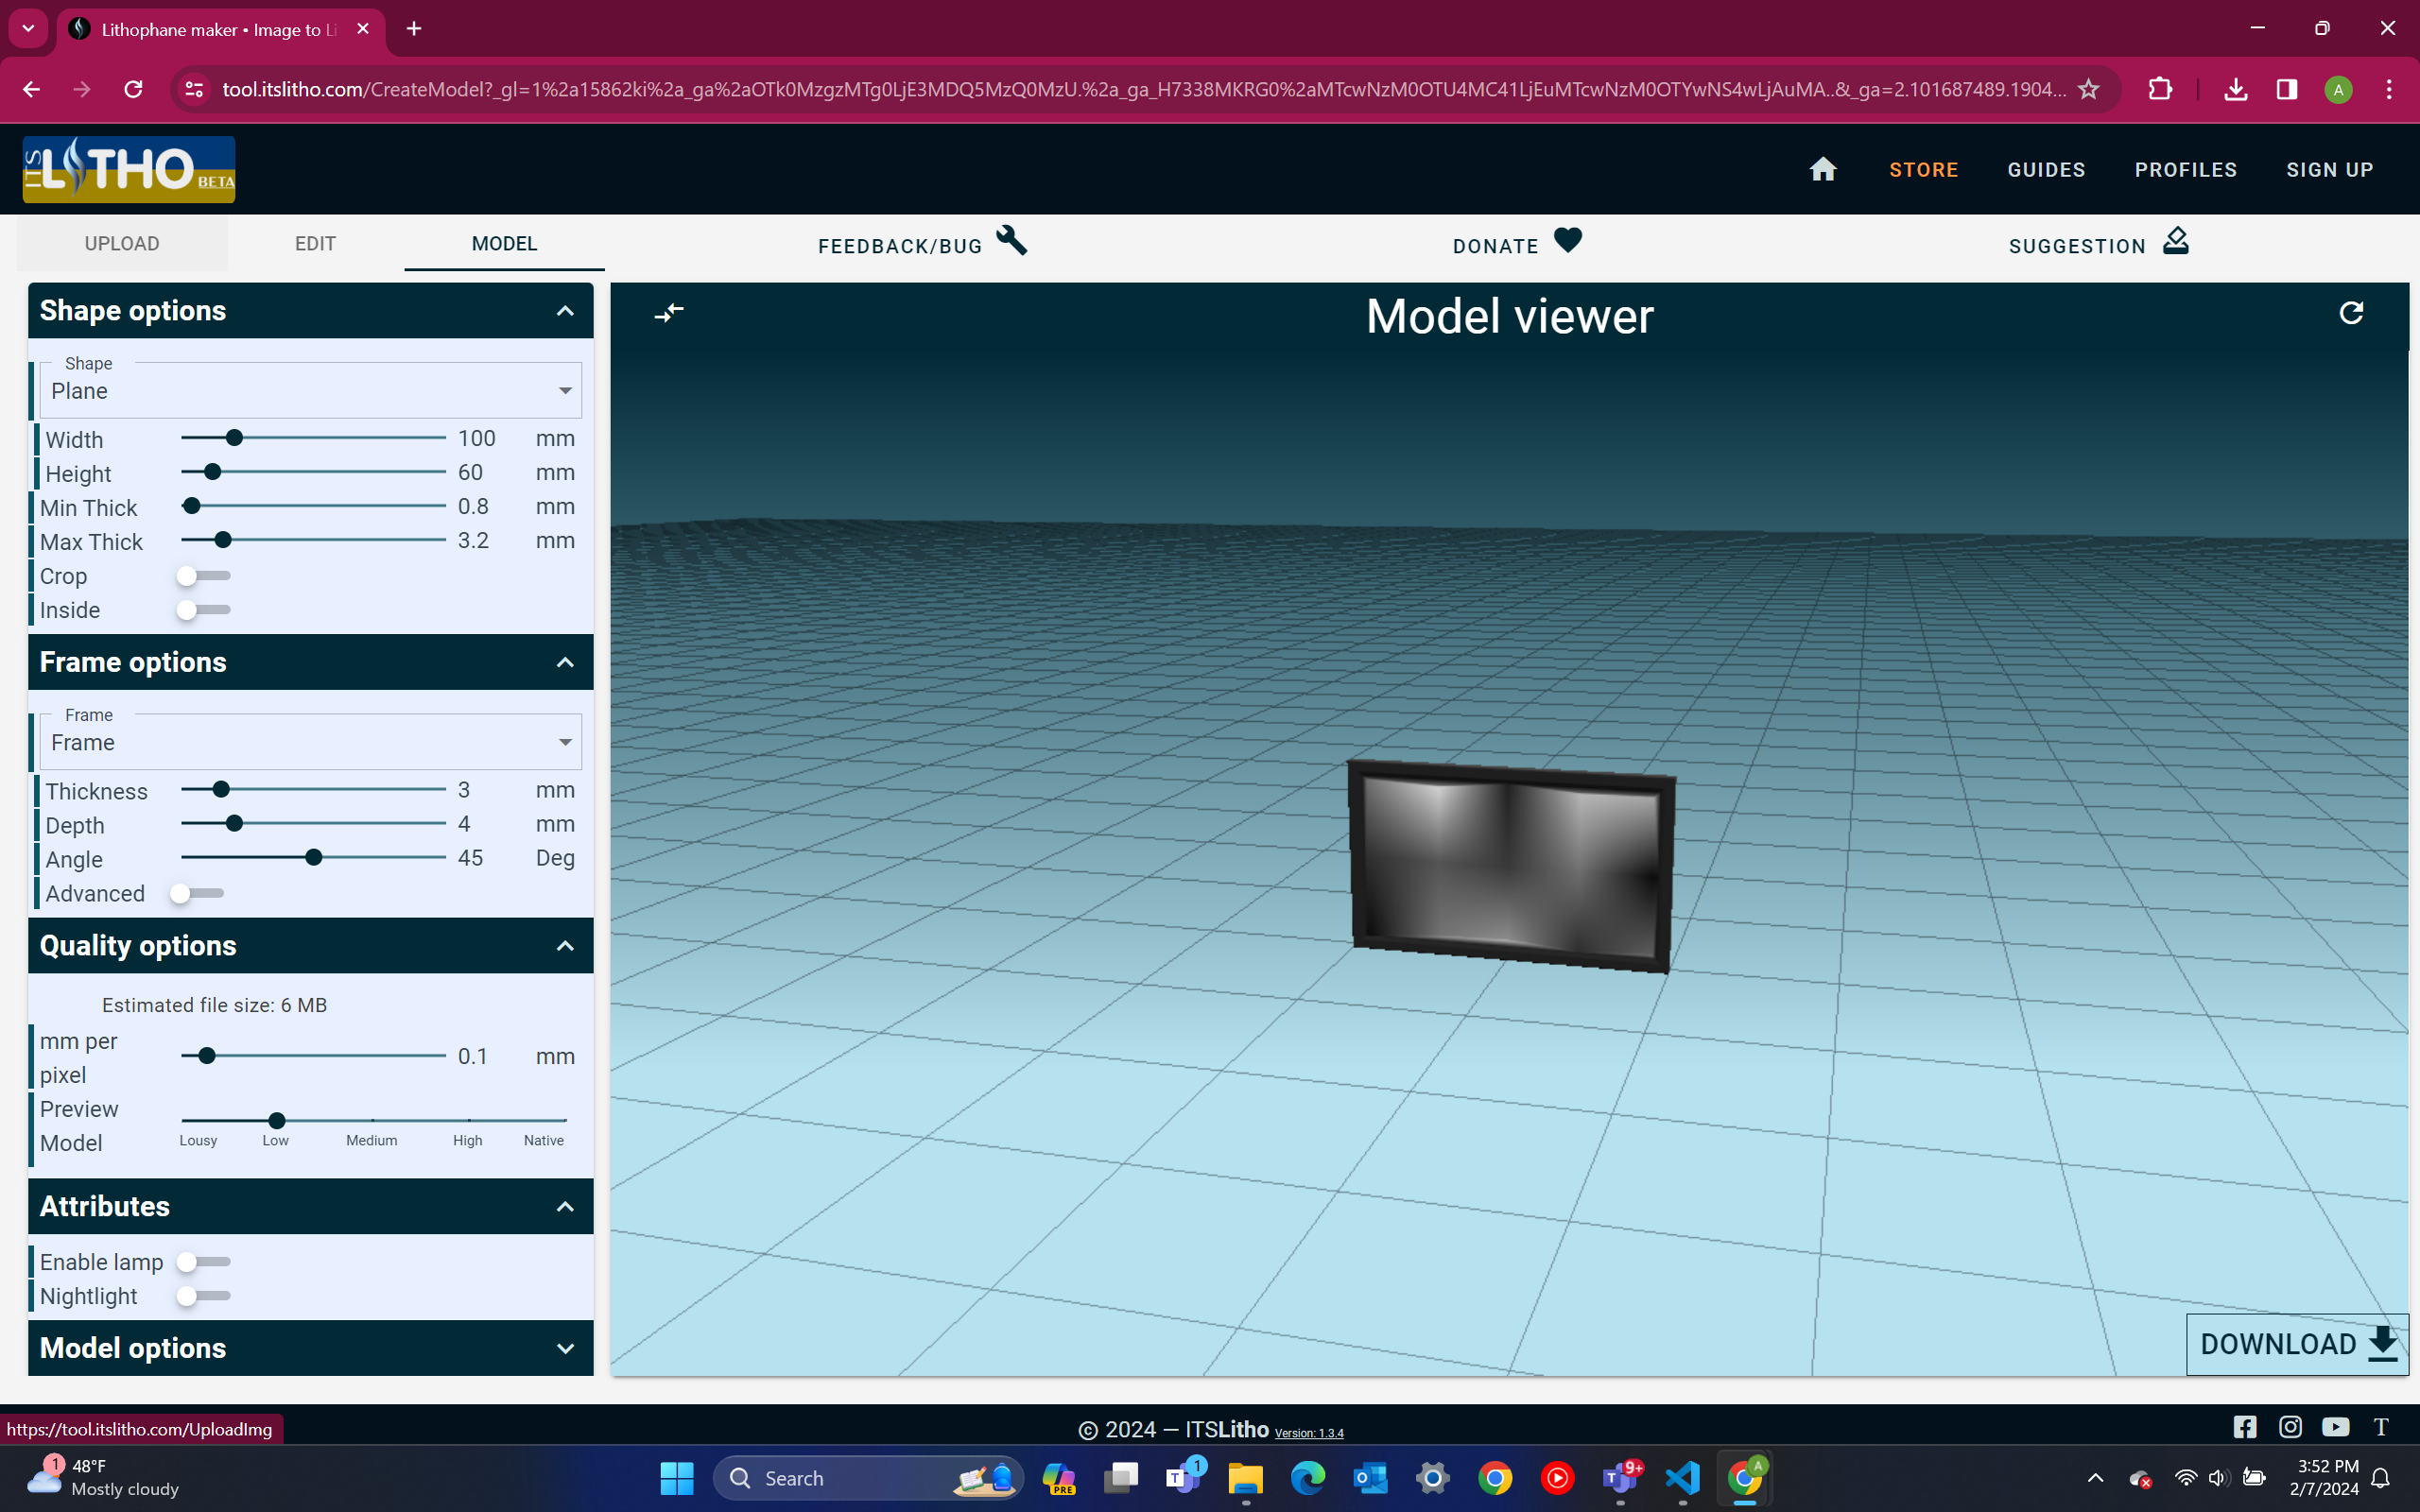 Lithophane maker • Image to Li
tool.itslitho.com/CreateModel?_gl=1%2a15862ki%2a_ga%2aOTk0MzgzMTg0LjE3MDQ5MzQ0MzU.%2a_ga_H7338MKRG0%2aMTcwNzM0OTU4MC41LjEuMTcwNzM0OTYwNS4wLjAuMA..&_ga=2.101687489.1904...
A
ITS LITHO BETA
STORE GUIDES PROFILES SIGN UP
UPLOAD EDIT MODEL FEEDBACK/BUG DONATE SUGGESTION
Shape options
Shape
Plane
Width 100 mm
Height 60 mm
Min Thick 0.8 mm
Max Thick 3.2 mm
Crop
Inside
Frame options
Frame
Frame
Thickness 3 mm
Depth 4 mm
Angle 45 Deg
Advanced
Quality options
Estimated file size: 6 MB
mm per
pixel 0.1 mm
Preview
Model
Lousy Low Medium High Native
Attributes
Enable lamp
Nightlight
Model options
Model viewer
DOWNLOAD
https://tool.itslitho.com/UploadImg
© 2024 — ITSLitho Version: 1.3.4
T
1
48°F
Mostly cloudy
Search
PRE
T 1
T 9+
A
3:52 PM
2/7/2024